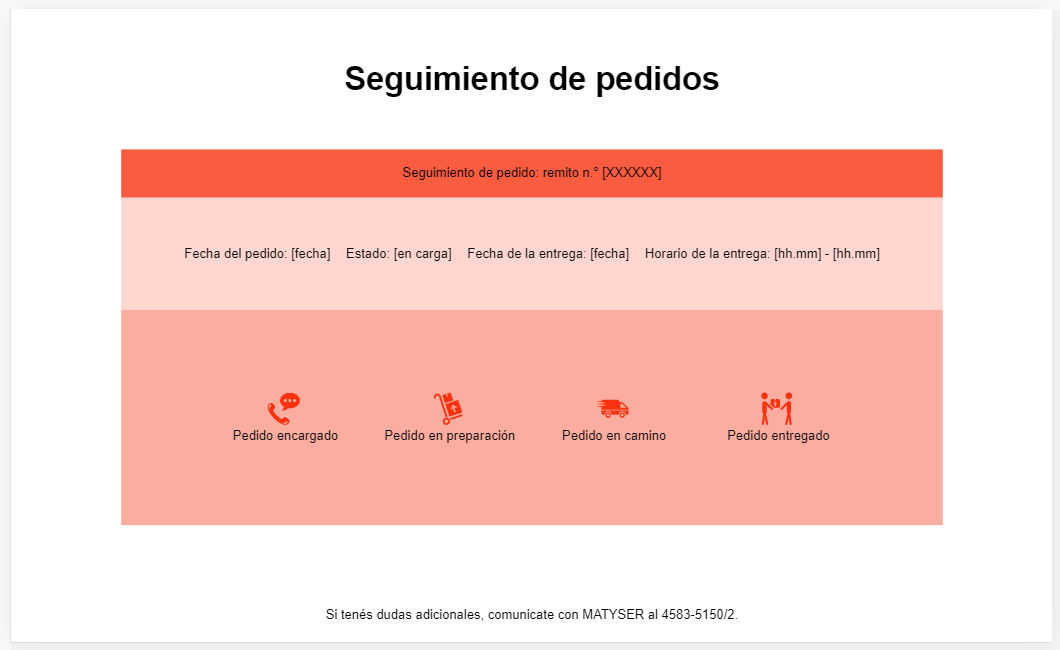 Seguimiento de pedidos
Seguimiento de pedido: remito n.° [XXXXXX]
Fecha del pedido: [fecha] Estado: [en carga] Fecha de la entrega: [fecha] Horario de la entrega: [hh.mm] - [hh.mm]
Pedido encargado Pedido en preparación Pedido en camino Pedido entregado
Si tenés dudas adicionales, comunicate con MATYSER al 4583-5150/2.